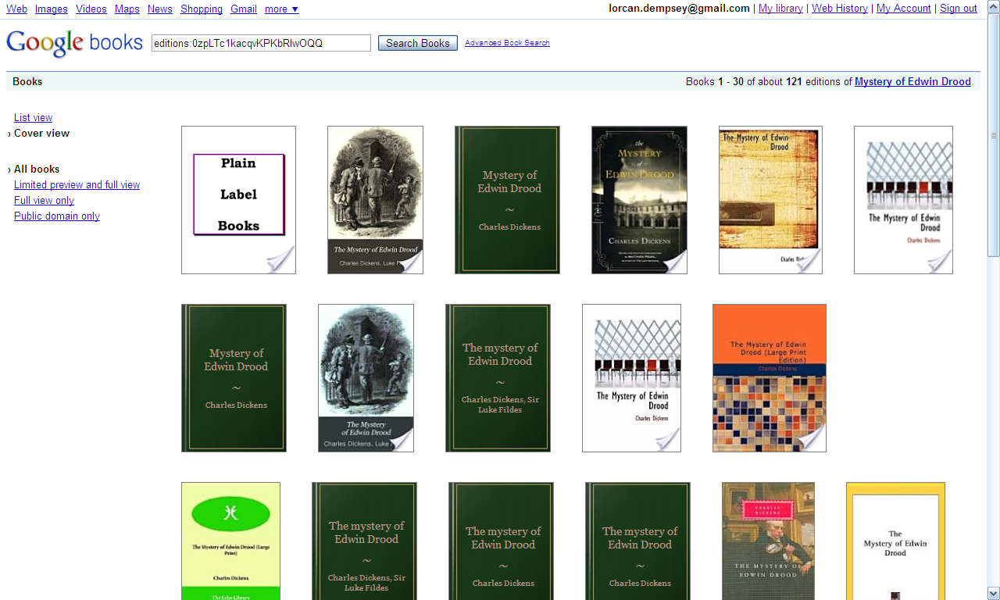 Web Images Videos Maps News Shopping Gmail more ▼
lorcan.dempsey@gmail.com | My library | Web History | My Account | Sign out
Google books
editions:0zpLTc1kacqvKPKbRlwOQQ
Search Books
Advanced Book Search
Books
Books 1 - 30 of about 121 editions of Mystery of Edwin Drood.
List view
› Cover view
› All books
Limited preview and full view
Full view only
Public domain only
Plain
Label
Books
The Mystery of Edwin Drood
Charles Dickens, Luke
Mystery of
Edwin Drood
~
Charles Dickens
the
MYSTERY
of
EDWIN DROOD
CHARLES DICKENS
The Mystery of Edwin
Drood
Charles
The Mystery of Edwin
Drood
Charles Dickens
Mystery of
Edwin Drood
~
Charles Dickens
The Mystery
of Edwin Drood
Charles Dickens, Luke
The mystery of
Edwin Drood
~
Charles Dickens, Sir
Luke Fildes
The Mystery of Edwin
Drood
Charles Dickens
The Mystery of Edwin
Drood (Large Print
Edition)
Charles Dickens
The Mystery of Edwin Drood (Large
Print)
Charles Dickens
The Echo Library
The mystery of
Edwin Drood
~
Charles Dickens, Sir
Luke Fildes
The mystery of
Edwin Drood
~
Charles Dickens
The mystery of
Edwin Drood
~
Charles Dickens
CHARLES
DICKENS
THE MYSTERY OF
EDWIN DROOD
The
Mystery of Edwin
Drood